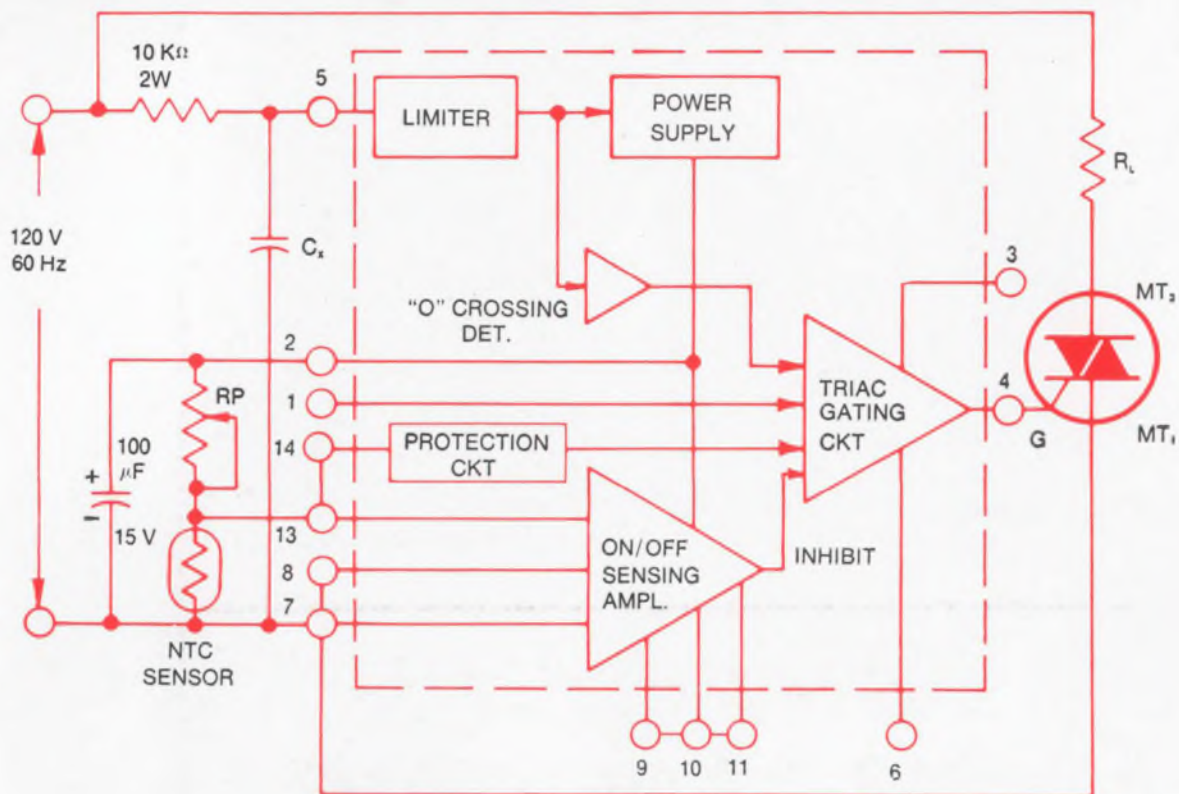 10 KΩ
2W
5
LIMITER
POWER
SUPPLY
R_L
120 V
60 Hz
C_x
3
MT_2
"O" CROSSING
DET.
2
RP
1
TRIAC
GATING
CKT
4
G
MT_1
14
PROTECTION
CKT
100
μF
+
−
15 V
13
ON/OFF
SENSING
AMPL.
INHIBIT
8
7
NTC
SENSOR
9
10
11
6